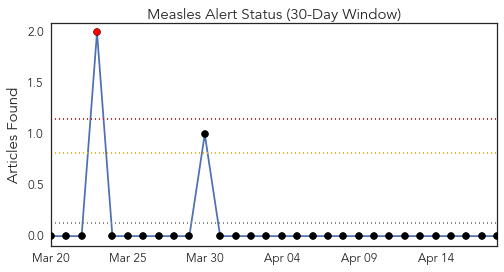 Measles Alert Status (30-Day Window)
Articles Found
2.0
1.5
1.0
0.5
0.0
Mar 20 Mar 25 Mar 30 Apr 04 Apr 09 Apr 14